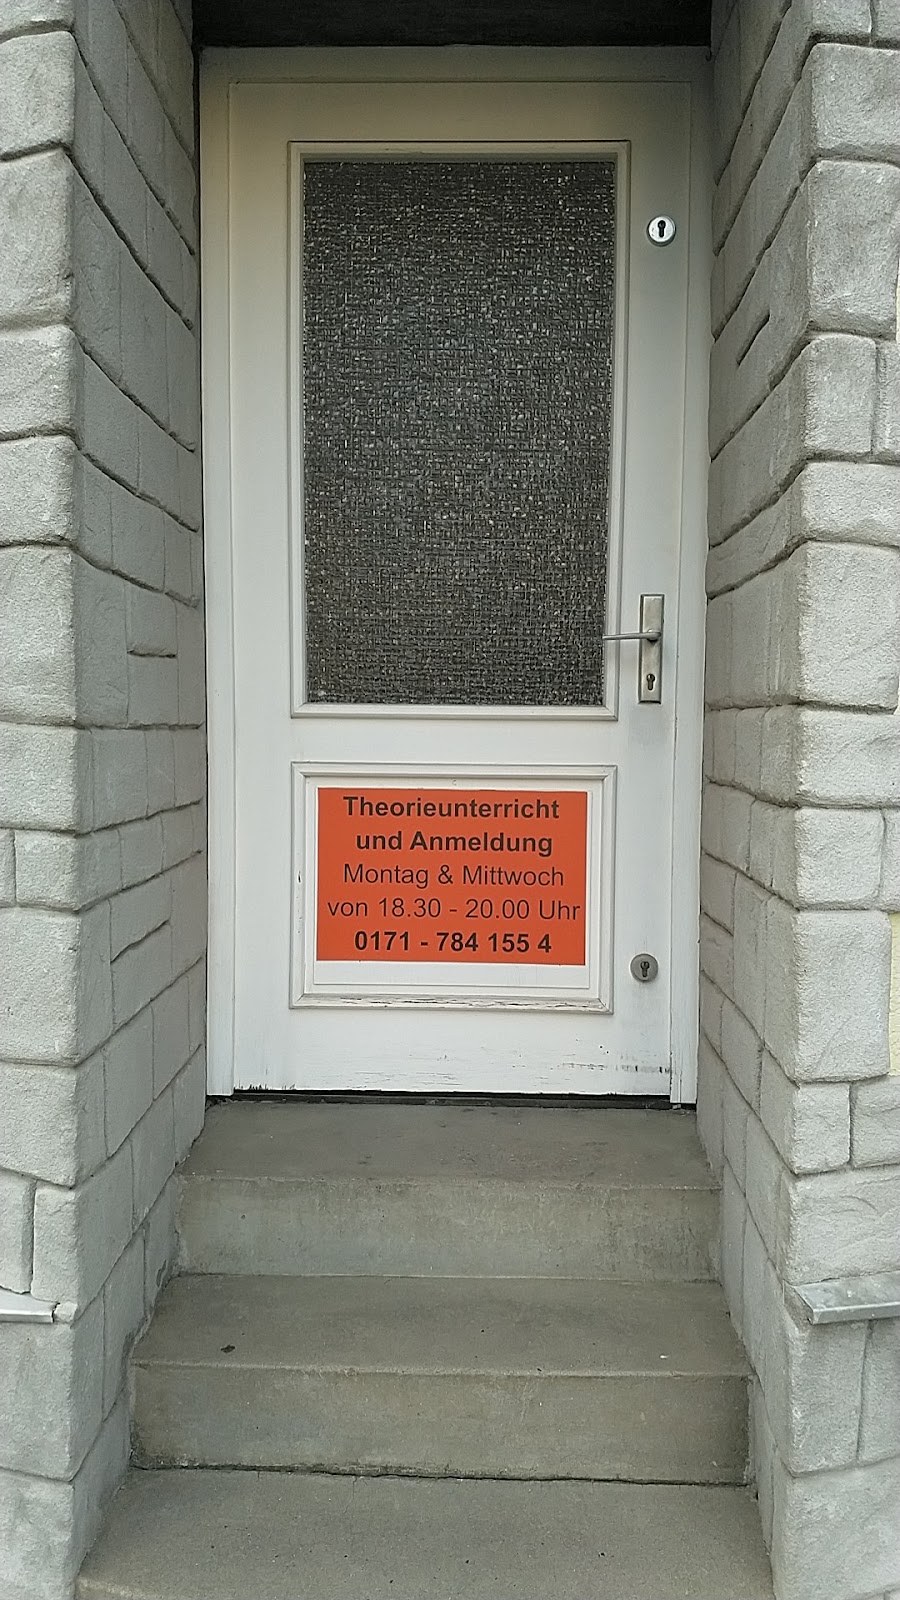 Theorieunterricht
und Anmeldung
Montag & Mittwoch
von 18.30 - 20.00 Uhr
0171 - 784 155 4